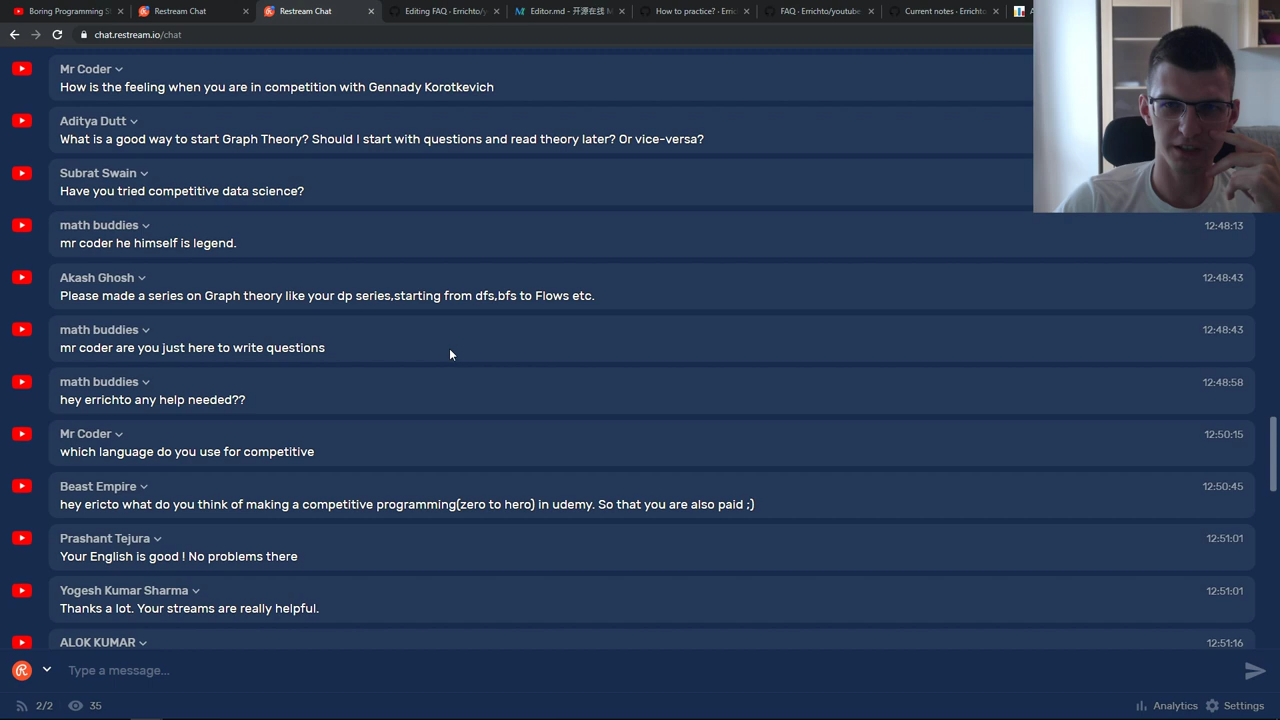 Boring Programming S
Restream Chat
Restream Chat
Editing FAQ - Errichto/y
Editor.md - 开源在线 M
How to practice? · Erri
FAQ · Errichto/youtube
Current notes · Errichto
chat.restream.io/chat
Mr Coder
How is the feeling when you are in competition with Gennady Korotkevich
Aditya Dutt
What is a good way to start Graph Theory? Should I start with questions and read theory later? Or vice-versa?
Subrat Swain
Have you tried competitive data science?
math buddies
12:48:13
mr coder he himself is legend.
Akash Ghosh
12:48:43
Please made a series on Graph theory like your dp series,starting from dfs,bfs to Flows etc.
math buddies
12:48:43
mr coder are you just here to write questions
math buddies
12:48:58
hey errichto any help needed??
Mr Coder
12:50:15
which language do you use for competitive
Beast Empire
12:50:45
hey ericto what do you think of making a competitive programming(zero to hero) in udemy. So that you are also paid ;)
Prashant Tejura
12:51:01
Your English is good ! No problems there
Yogesh Kumar Sharma
12:51:01
Thanks a lot. Your streams are really helpful.
ALOK KUMAR
12:51:16
Type a message...
2/2
35
Analytics
Settings